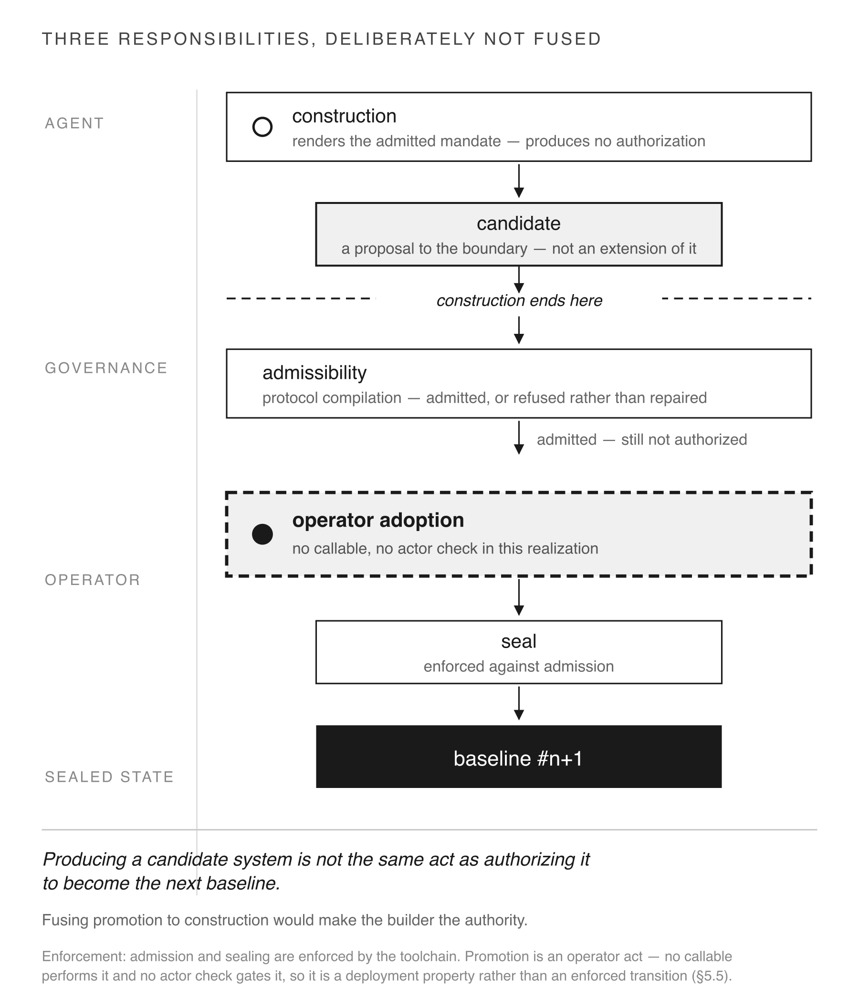 THREE RESPONSIBILITIES, DELIBERATELY NOT FUSED
AGENT
construction
renders the admitted mandate — produces no authorization
candidate
a proposal to the boundary — not an extension of it
construction ends here
GOVERNANCE
admissibility
protocol compilation — admitted, or refused rather than repaired
admitted — still not authorized
operator adoption
no callable, no actor check in this realization
OPERATOR
seal
enforced against admission
baseline #n+1
SEALED STATE
Producing a candidate system is not the same act as authorizing it
to become the next baseline.
Fusing promotion to construction would make the builder the authority.
Enforcement: admission and sealing are enforced by the toolchain. Promotion is an operator act — no callable
performs it and no actor check gates it, so it is a deployment property rather than an enforced transition (§5.5).